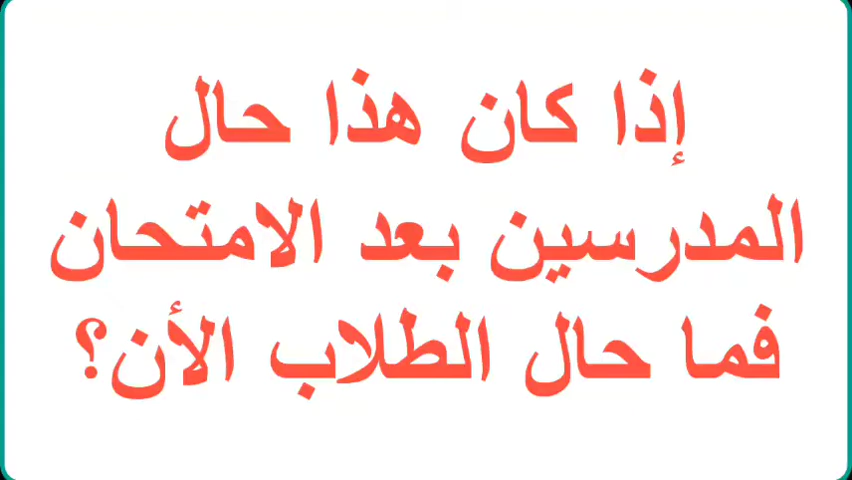 إذا كان هذا حال
المدرسين بعد الامتحان
فما حال الطلاب الأن؟